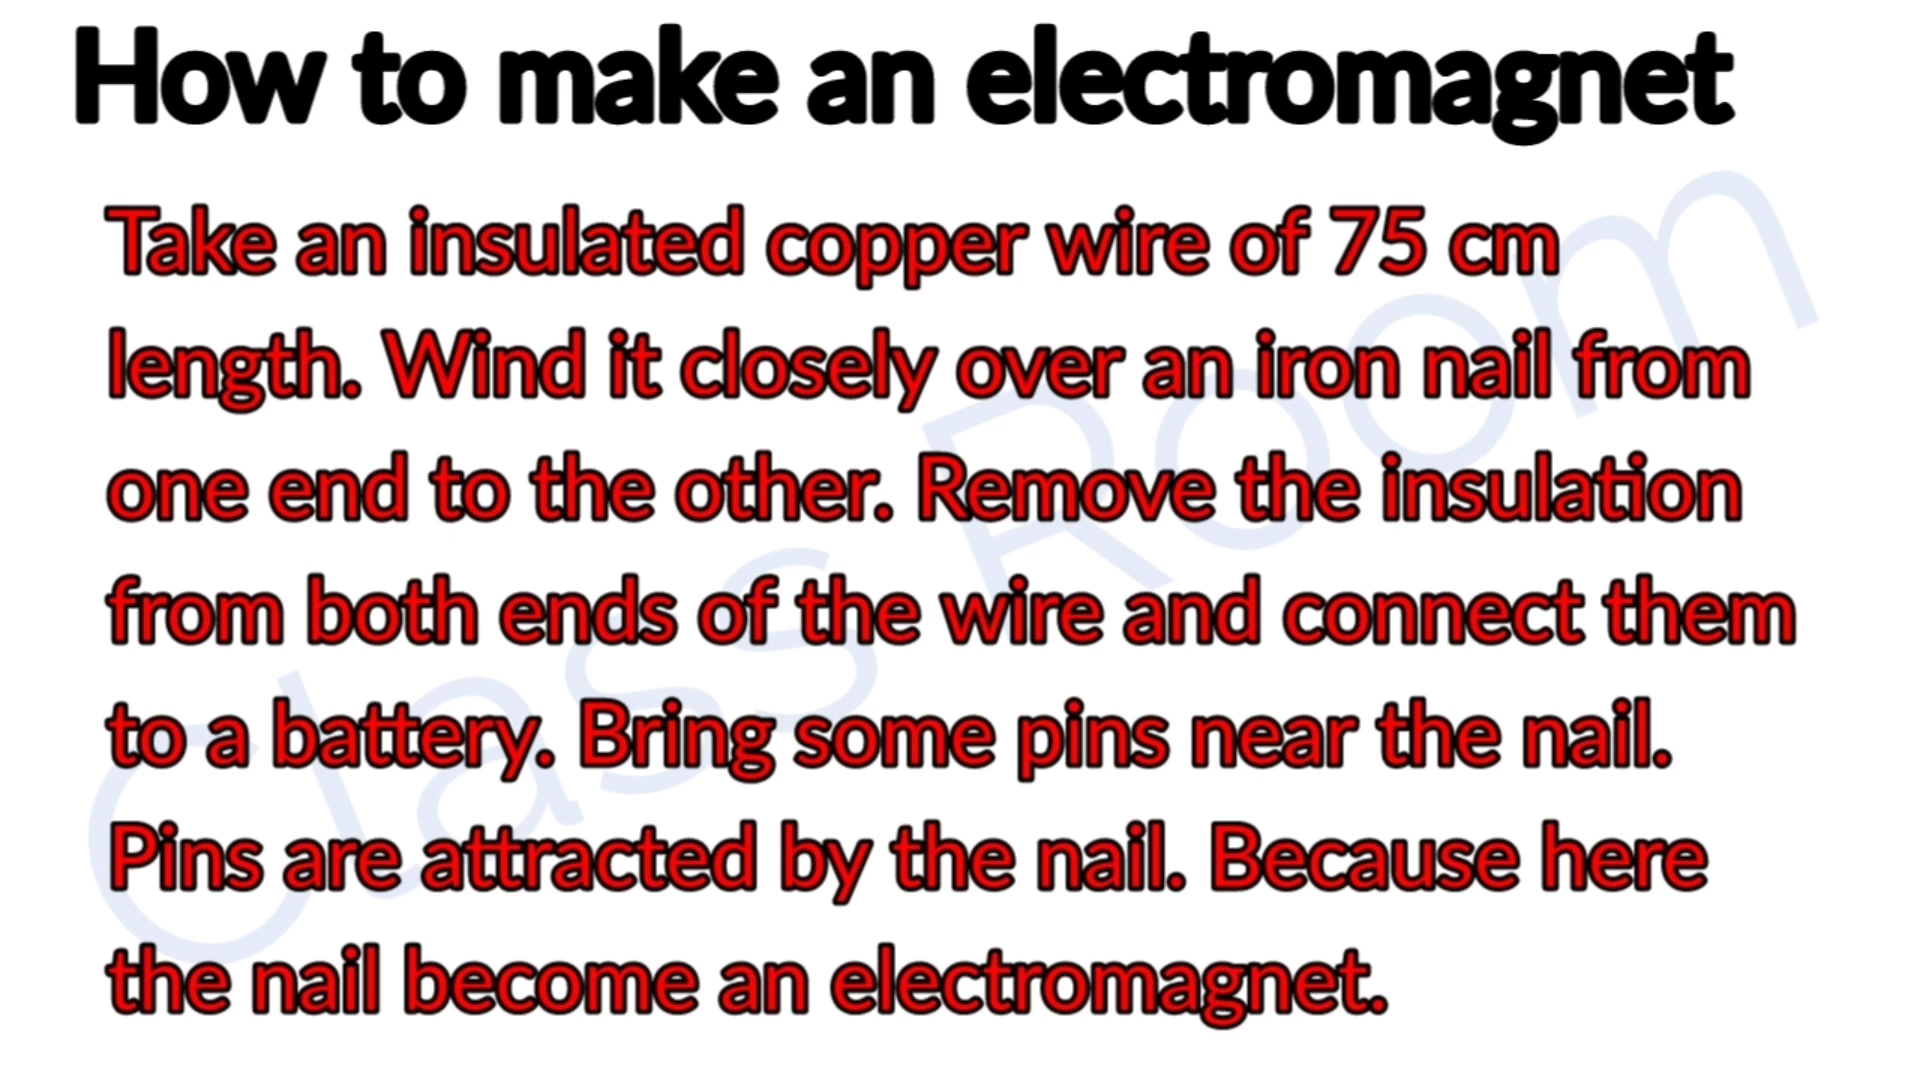 How to make an electromagnet
Take an insulated copper wire of 75 cm
length. Wind it closely over an iron nail from
one end to the other. Remove the insulation
from both ends of the wire and connect them
to a battery. Bring some pins near the nail.
Pins are attracted by the nail. Because here
the nail become an electromagnet.
Class Room